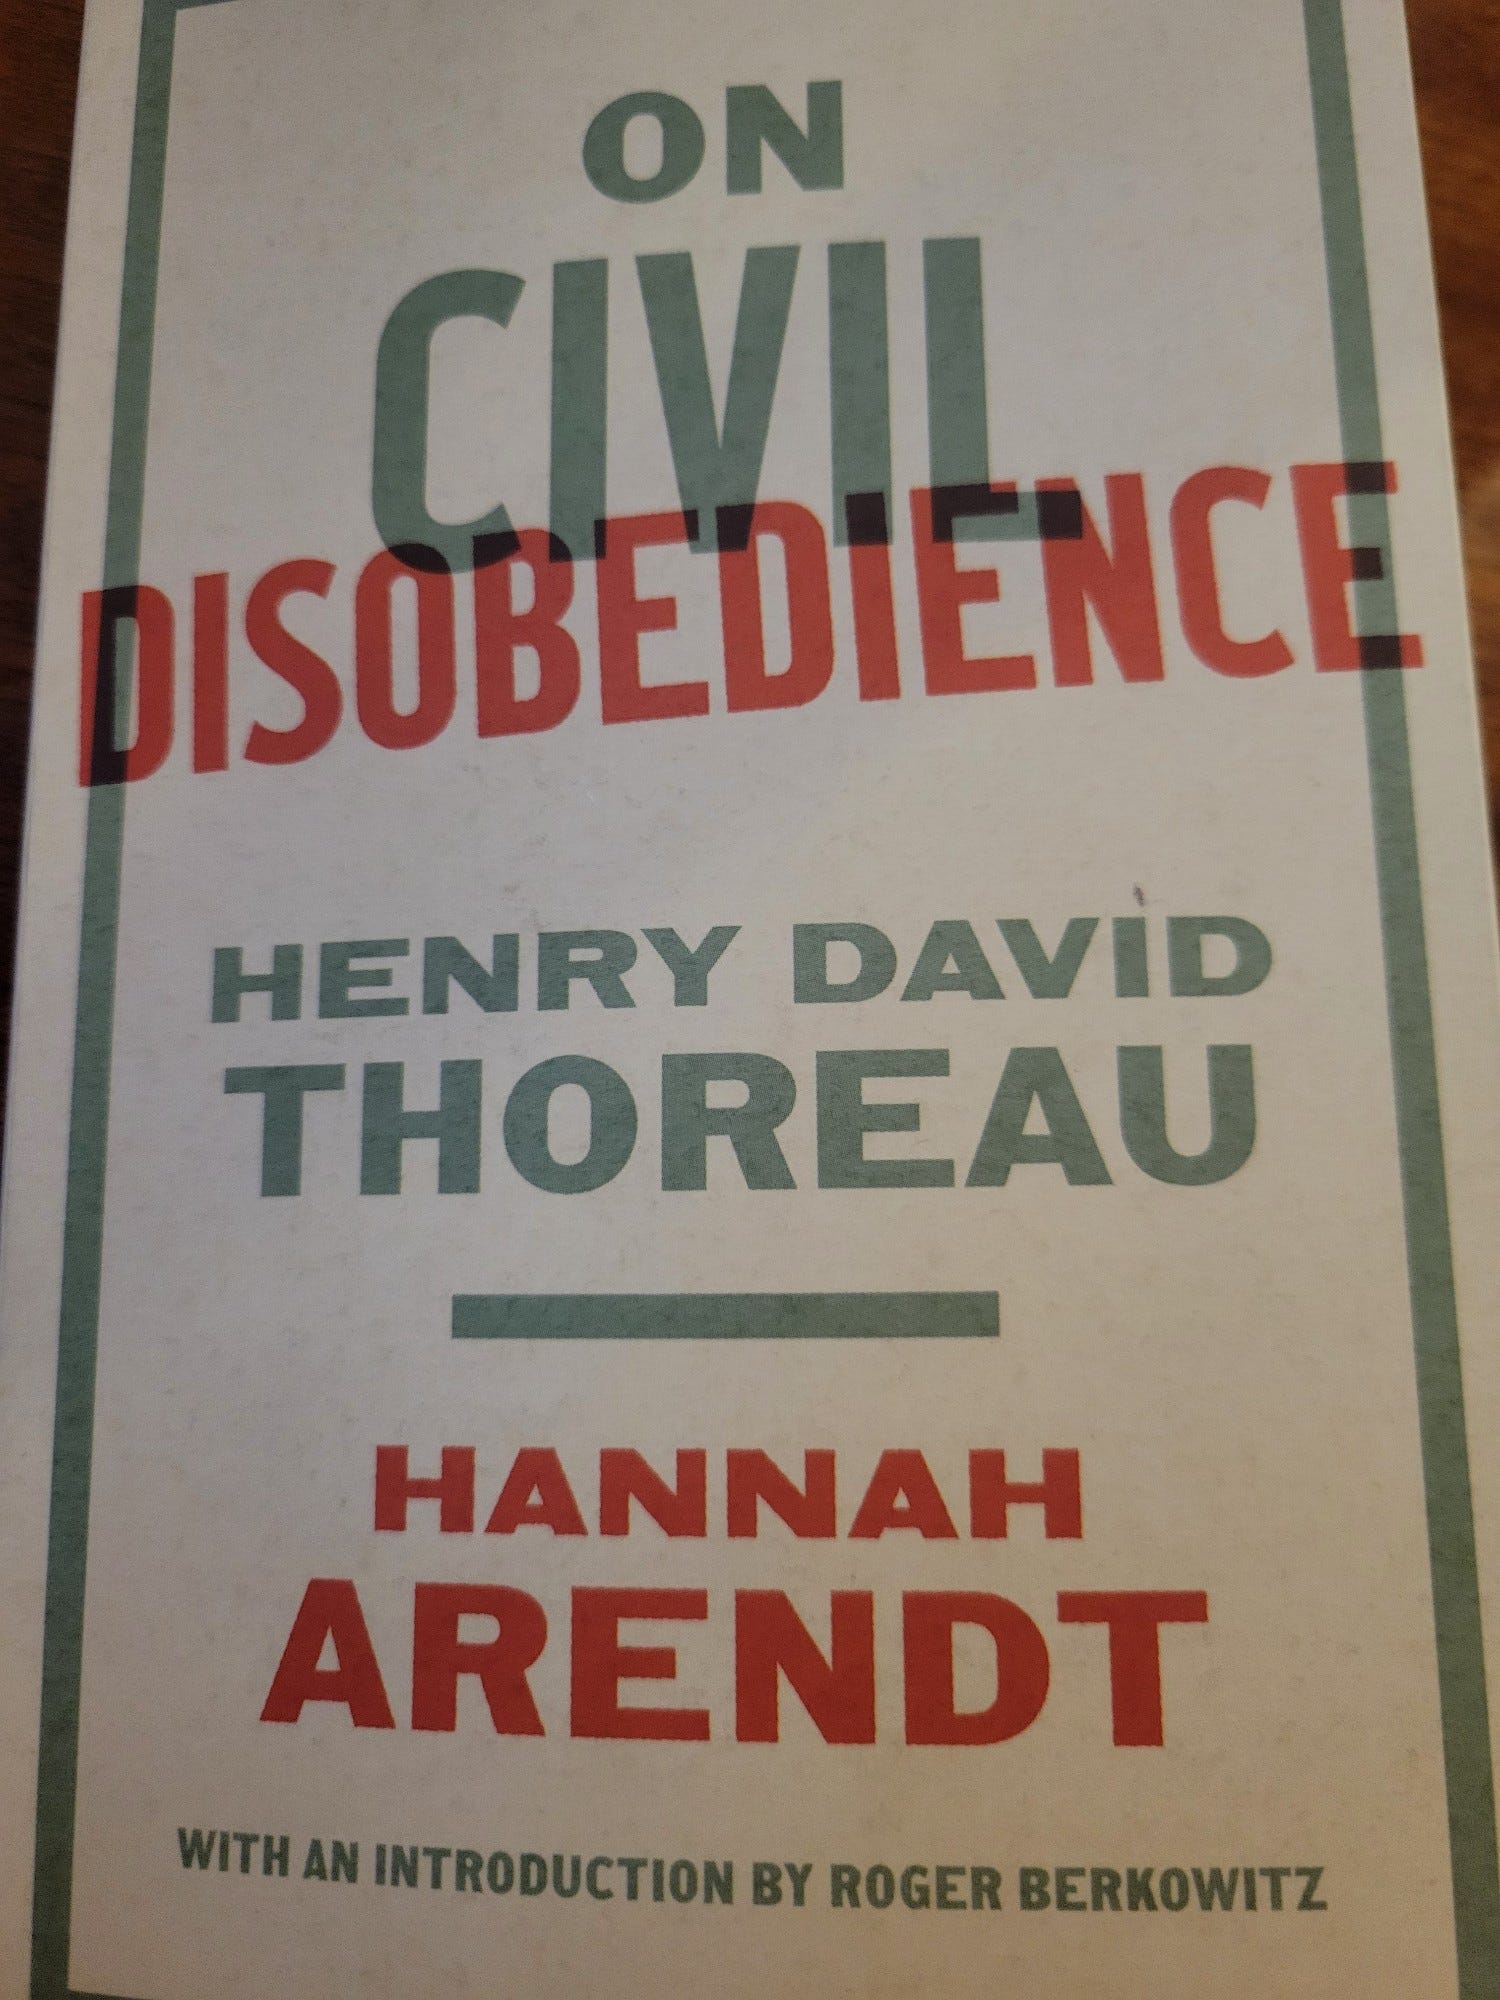 ON
CIVIL
DISOBEDIENCE
HENRY DAVID
THOREAU
HANNAH
ARENDT
WITH AN INTRODUCTION BY ROGER BERKOWITZ